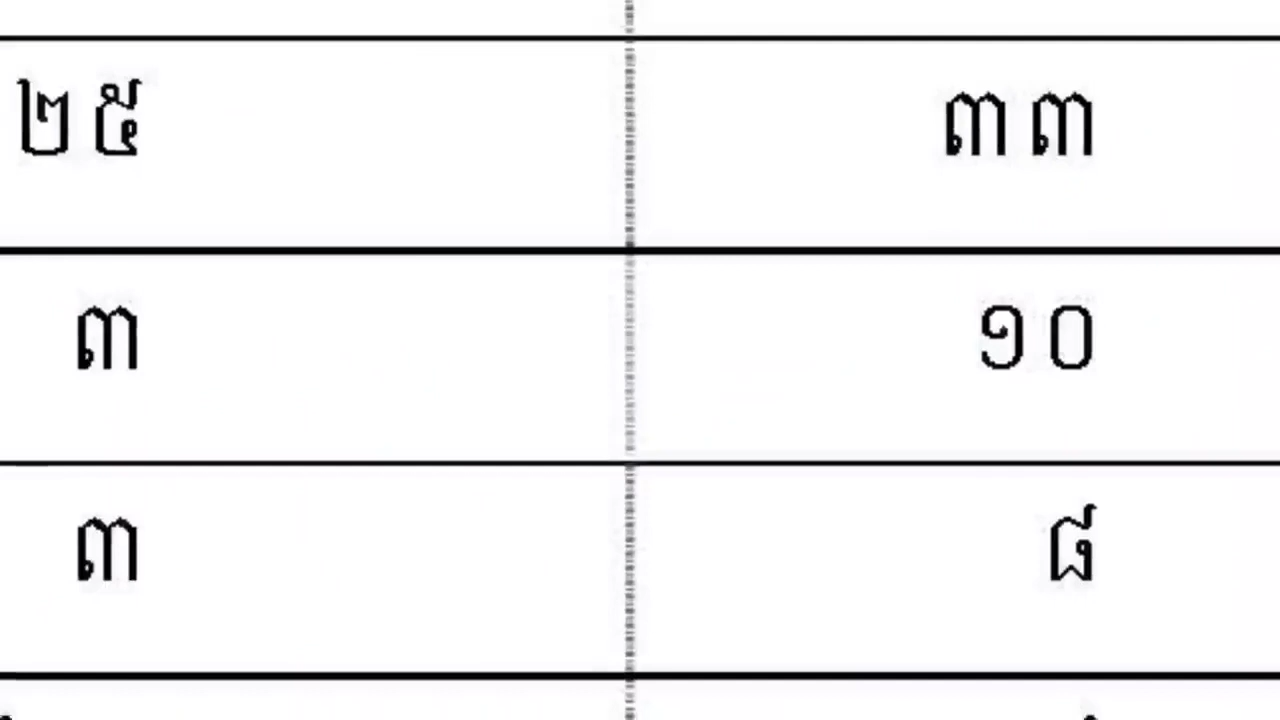 ២៥ ៣៣
៣ ១០
៣ ៨